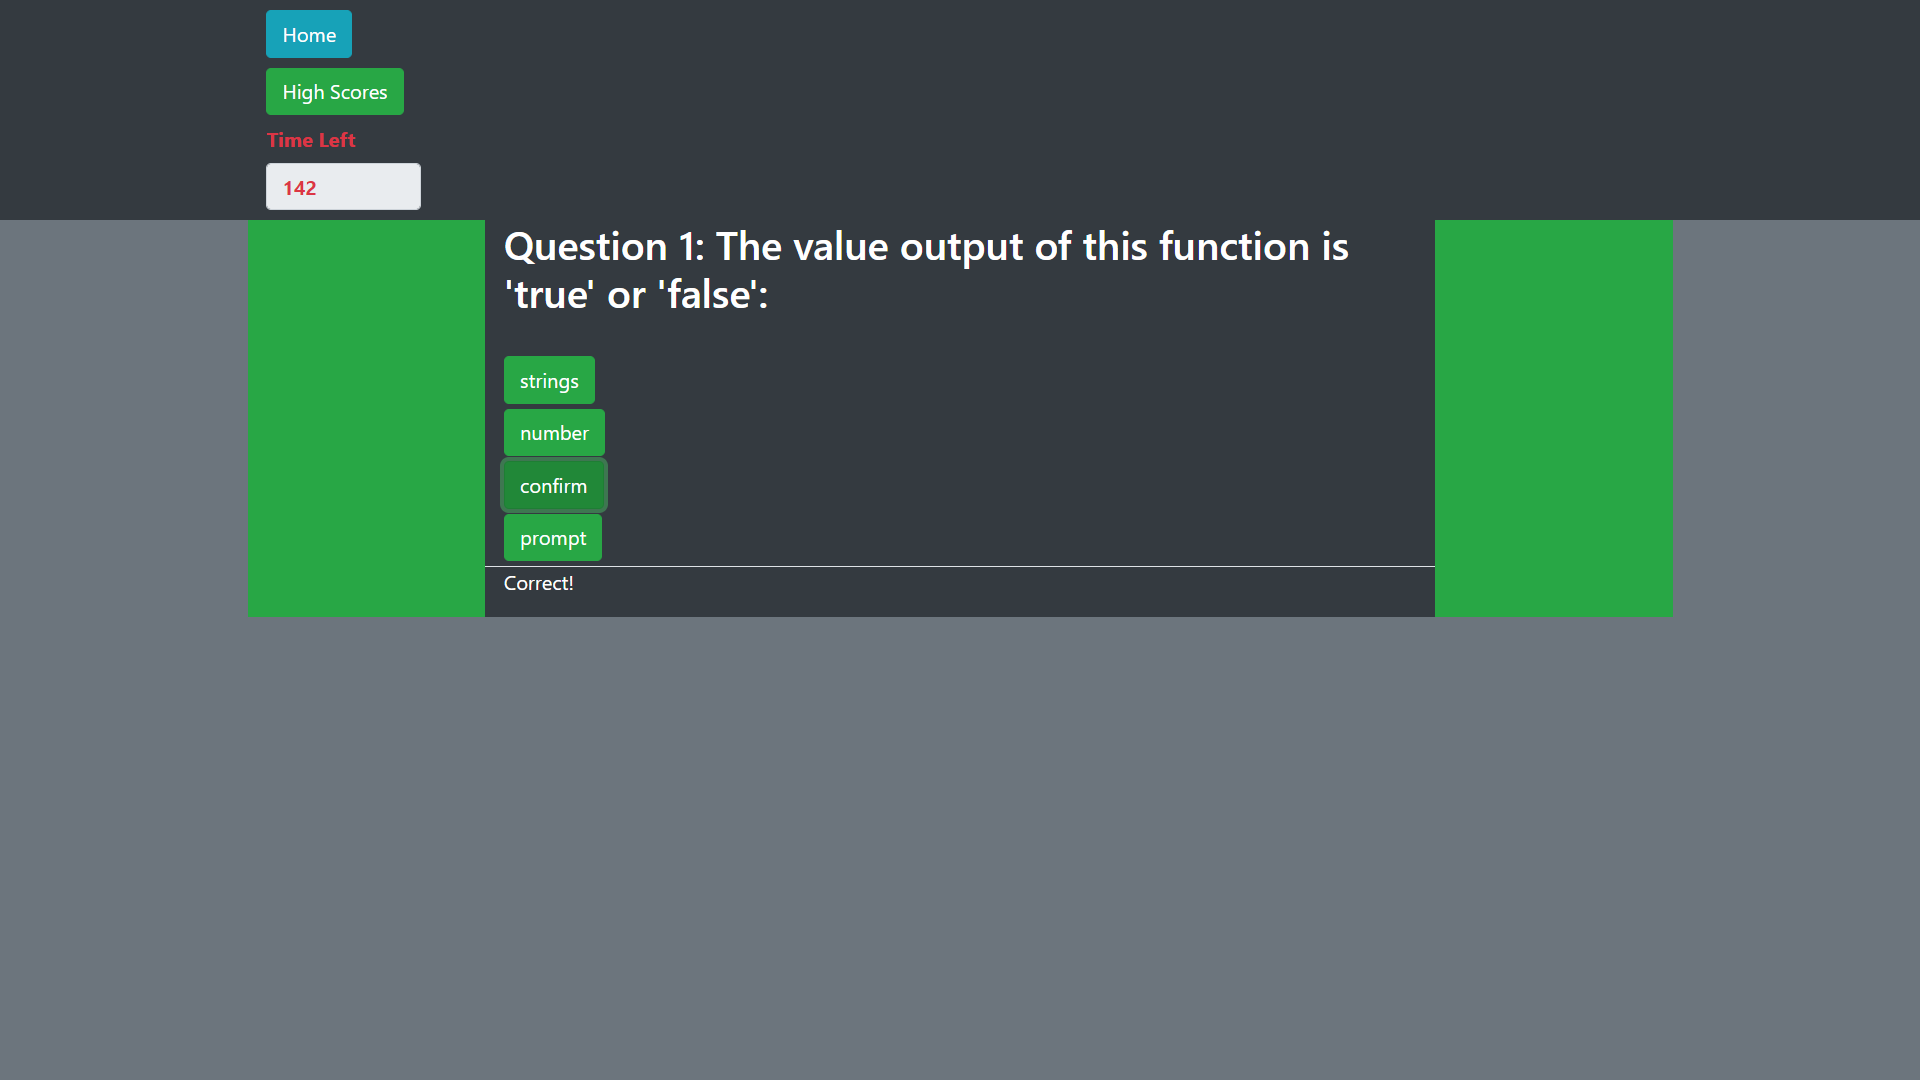 Home
High Scores
Time Left
142
Question 1: The value output of this function is
'true' or 'false':
strings
number
confirm
prompt
Correct!